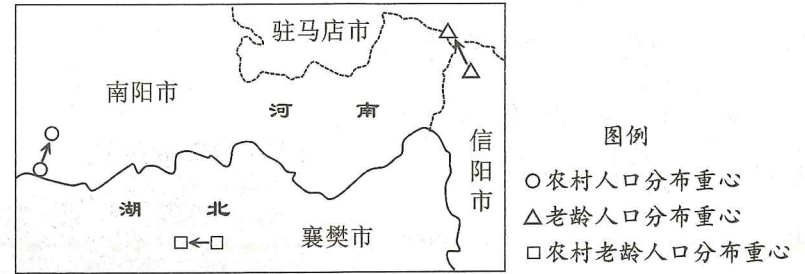 驻马店市
南阳市
河 南
信阳市
湖 北
襄樊市
图例
○农村人口分布重心
△老龄人口分布重心
□农村老龄人口分布重心